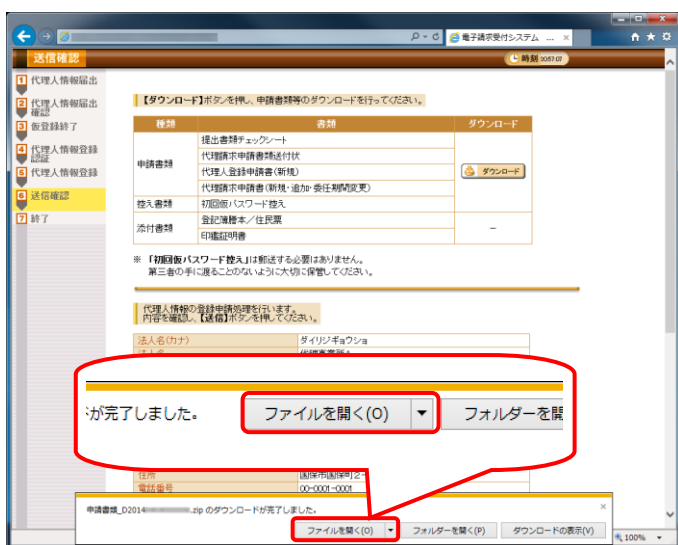 電子請求受付システム ...
送信確認
時刻 10:57:07
1 代理人情報届出
2 代理人情報届出
確認
3 仮登録終了
4 代理人情報登録
認証
5 代理人情報登録
6 送信確認
7 終了
【ダウンロード】ボタンを押し、申請書類等のダウンロードを行ってください。
種類 書類 ダウンロード
申請書類
提出書類チェックシート
代理請求申請書類送付状
代理人登録申請書(新規)
代理請求申請書(新規・追加・委任期間変更)
ダウンロード
控え書類 初回仮パスワード控え
添付書類
登記簿謄本/住民票
印鑑証明書
－
※ 「初回仮パスワード控え」は郵送する必要はありません。
第三者の手に渡ることのないように大切に保管してください。
代理人情報の登録申請処理を行います。
内容を確認し、【送信】ボタンを押してください。
法人名(カナ) ダイリジギョウショ
が完了しました。 ファイルを開く(O) フォルダーを開
住所 国保市国保町2-
電話番号 00-0001-0001
申請書類_D2014 .zip のダウンロードが完了しました。
ファイルを開く(O) フォルダーを開く(P) ダウンロードの表示(V)
100%